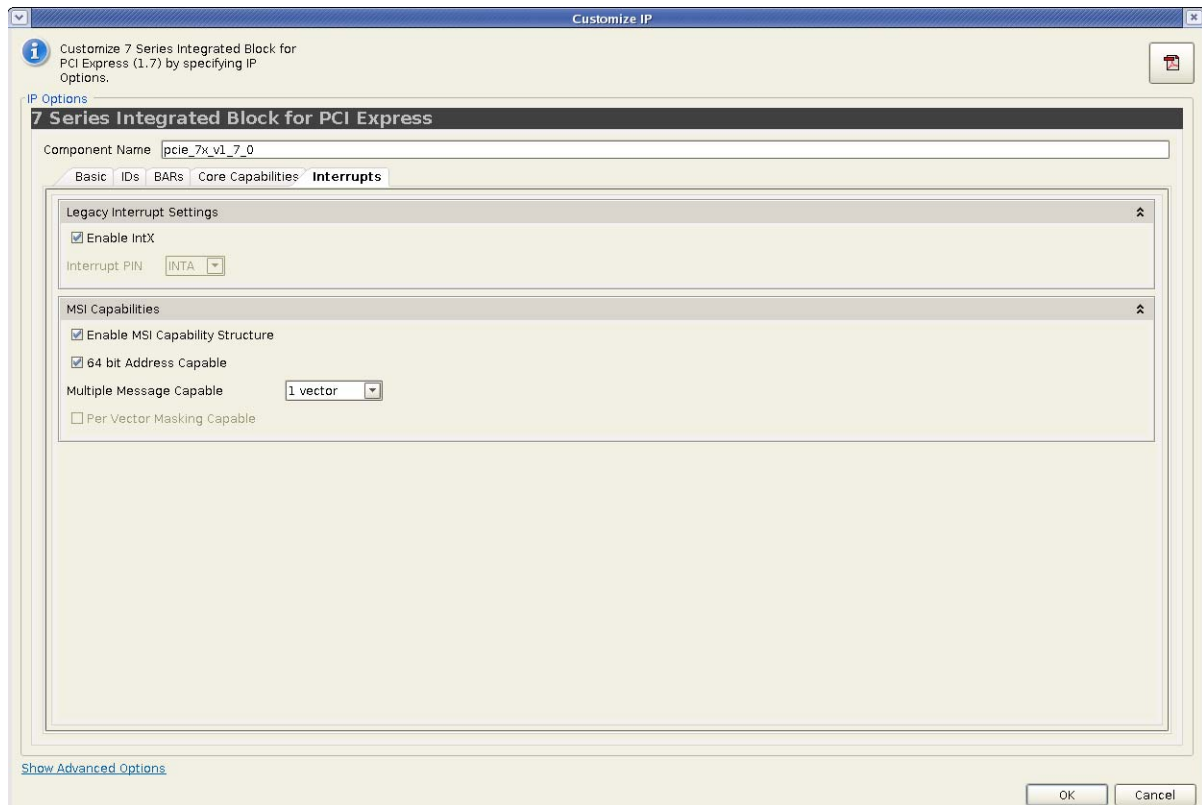 Customize IP
Customize 7 Series Integrated Block for
PCI Express (1.7) by specifying IP
Options.
IP Options
7 Series Integrated Block for PCI Express
Component Name pcie_7x_v1_7_0
Basic IDs BARs Core Capabilities Interrupts
Legacy Interrupt Settings
Enable IntX
Interrupt PIN INTA
MSI Capabilities
Enable MSI Capability Structure
64 bit Address Capable
Multiple Message Capable 1 vector
Per Vector Masking Capable
Show Advanced Options
OK Cancel